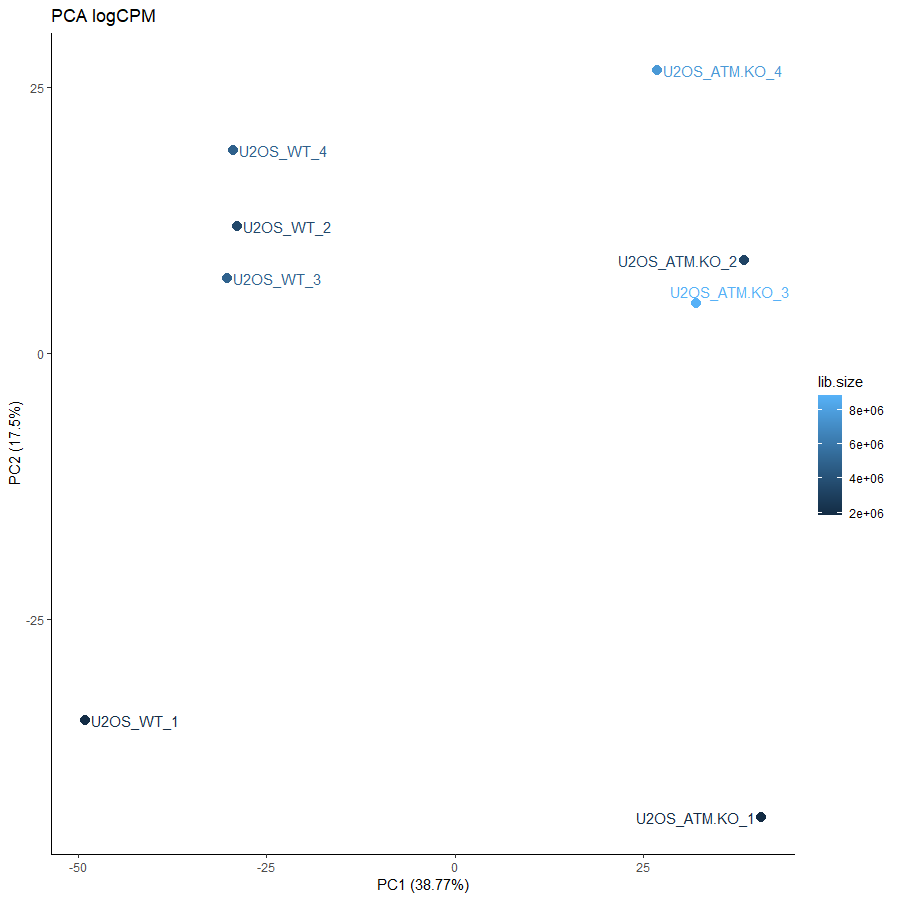 PCA logCPM
U2OS_ATM.KO_4
25
U2OS_WT_4
U2OS_WT_2
U2OS_ATM.KO_2
U2OS_WT_3
U2OS_ATM.KO_3
0
lib.size
8e+06
6e+06
4e+06
2e+06
PC2 (17.5%)
-25
U2OS_WT_1
U2OS_ATM.KO_1
-50
-25
0
25
PC1 (38.77%)